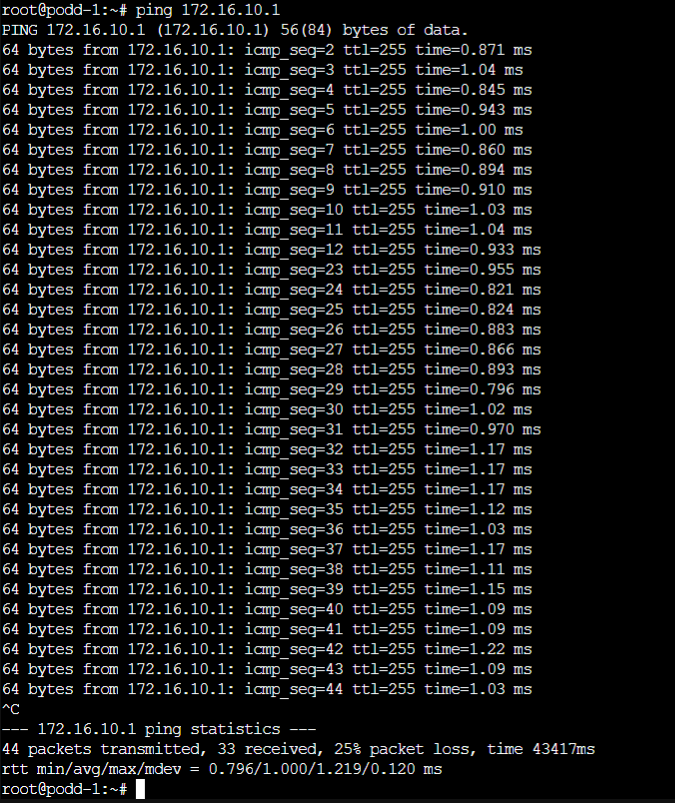 root@podd-1:~# ping 172.16.10.1
PING 172.16.10.1 (172.16.10.1) 56(84) bytes of data.
64 bytes from 172.16.10.1: icmp_seq=2 ttl=255 time=0.871 ms
64 bytes from 172.16.10.1: icmp_seq=3 ttl=255 time=1.04 ms
64 bytes from 172.16.10.1: icmp_seq=4 ttl=255 time=0.845 ms
64 bytes from 172.16.10.1: icmp_seq=5 ttl=255 time=0.943 ms
64 bytes from 172.16.10.1: icmp_seq=6 ttl=255 time=1.00 ms
64 bytes from 172.16.10.1: icmp_seq=7 ttl=255 time=0.860 ms
64 bytes from 172.16.10.1: icmp_seq=8 ttl=255 time=0.894 ms
64 bytes from 172.16.10.1: icmp_seq=9 ttl=255 time=0.910 ms
64 bytes from 172.16.10.1: icmp_seq=10 ttl=255 time=1.03 ms
64 bytes from 172.16.10.1: icmp_seq=11 ttl=255 time=1.04 ms
64 bytes from 172.16.10.1: icmp_seq=12 ttl=255 time=0.933 ms
64 bytes from 172.16.10.1: icmp_seq=23 ttl=255 time=0.955 ms
64 bytes from 172.16.10.1: icmp_seq=24 ttl=255 time=0.821 ms
64 bytes from 172.16.10.1: icmp_seq=25 ttl=255 time=0.824 ms
64 bytes from 172.16.10.1: icmp_seq=26 ttl=255 time=0.883 ms
64 bytes from 172.16.10.1: icmp_seq=27 ttl=255 time=0.866 ms
64 bytes from 172.16.10.1: icmp_seq=28 ttl=255 time=0.893 ms
64 bytes from 172.16.10.1: icmp_seq=29 ttl=255 time=0.796 ms
64 bytes from 172.16.10.1: icmp_seq=30 ttl=255 time=1.02 ms
64 bytes from 172.16.10.1: icmp_seq=31 ttl=255 time=0.970 ms
64 bytes from 172.16.10.1: icmp_seq=32 ttl=255 time=1.17 ms
64 bytes from 172.16.10.1: icmp_seq=33 ttl=255 time=1.17 ms
64 bytes from 172.16.10.1: icmp_seq=34 ttl=255 time=1.17 ms
64 bytes from 172.16.10.1: icmp_seq=35 ttl=255 time=1.12 ms
64 bytes from 172.16.10.1: icmp_seq=36 ttl=255 time=1.03 ms
64 bytes from 172.16.10.1: icmp_seq=37 ttl=255 time=1.17 ms
64 bytes from 172.16.10.1: icmp_seq=38 ttl=255 time=1.11 ms
64 bytes from 172.16.10.1: icmp_seq=39 ttl=255 time=1.15 ms
64 bytes from 172.16.10.1: icmp_seq=40 ttl=255 time=1.09 ms
64 bytes from 172.16.10.1: icmp_seq=41 ttl=255 time=1.09 ms
64 bytes from 172.16.10.1: icmp_seq=42 ttl=255 time=1.22 ms
64 bytes from 172.16.10.1: icmp_seq=43 ttl=255 time=1.09 ms
64 bytes from 172.16.10.1: icmp_seq=44 ttl=255 time=1.03 ms
^C
--- 172.16.10.1 ping statistics ---
44 packets transmitted, 33 received, 25% packet loss, time 43417ms
rtt min/avg/max/mdev = 0.796/1.000/1.219/0.120 ms
root@podd-1:~#